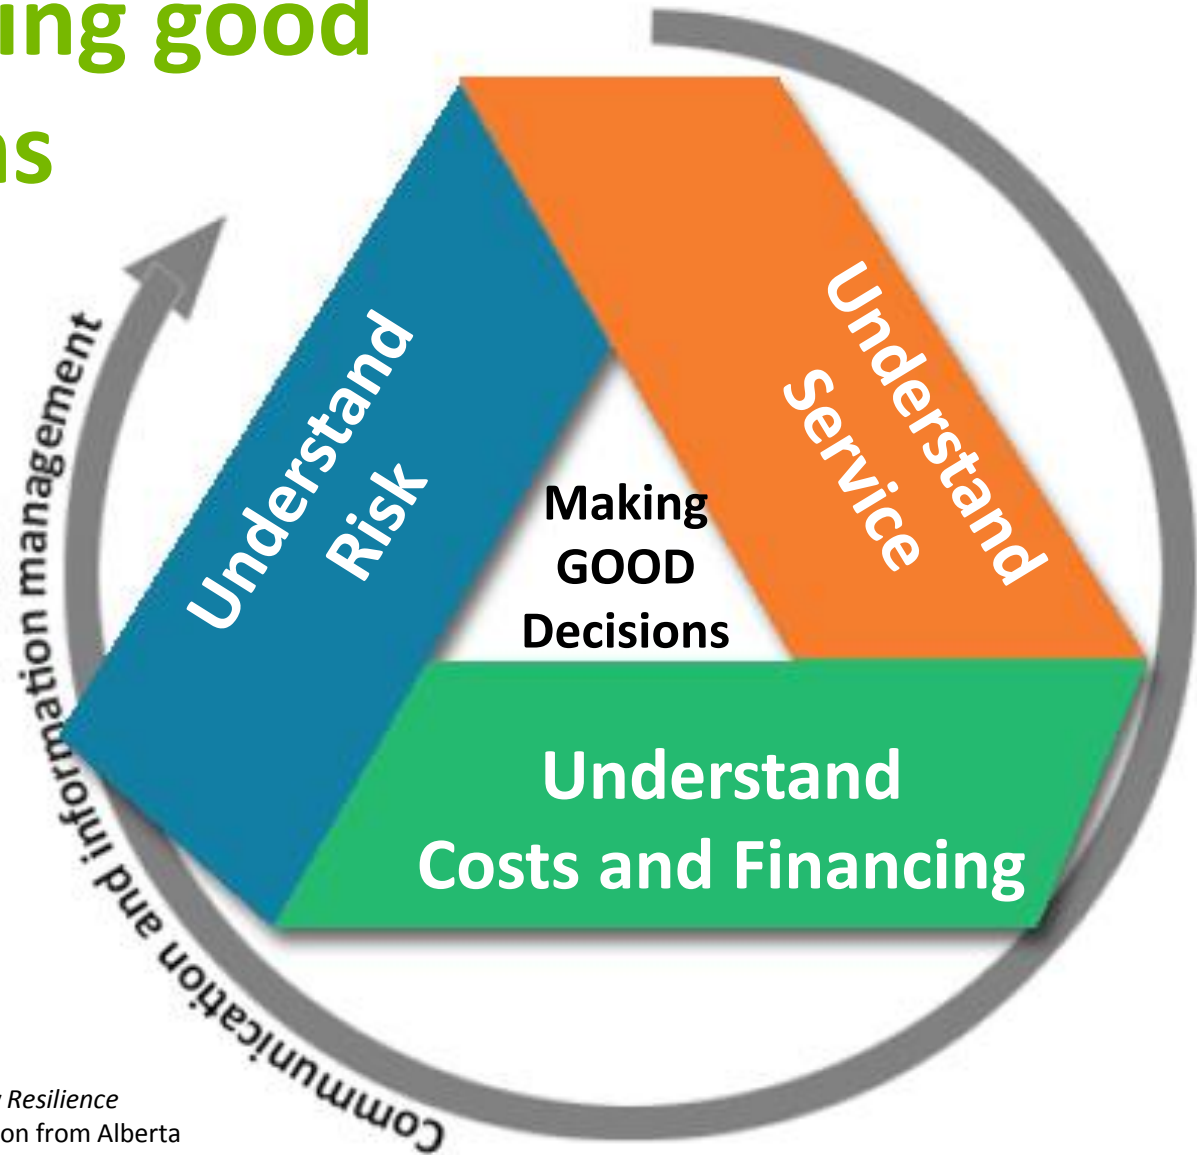 ing good
ns
Understand
Risk
Understand
Service
Making
GOOD
Decisions
Understand
Costs and Financing
Communication and information management
Resilience
on from Alberta